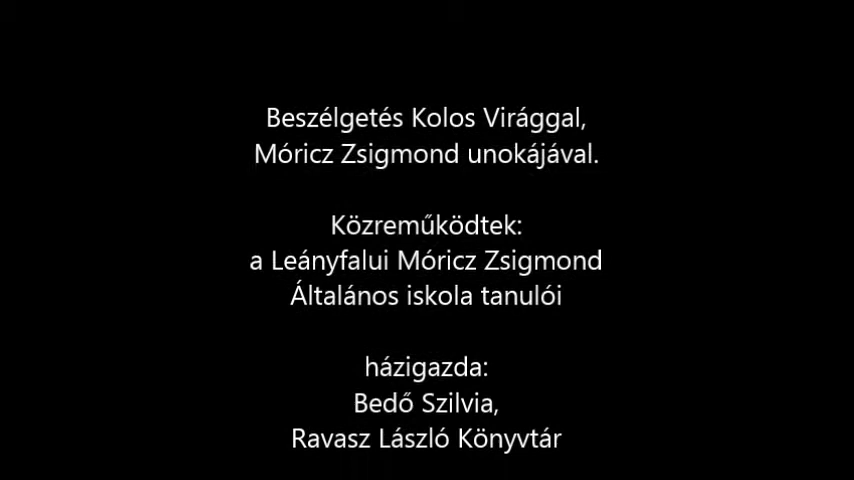 Beszélgetés Kolos Virággal,
Móricz Zsigmond unokájával.
Közreműködtek:
a Leányfalui Móricz Zsigmond
Általános iskola tanulói
házigazda:
Bedő Szilvia,
Ravasz László Könyvtár